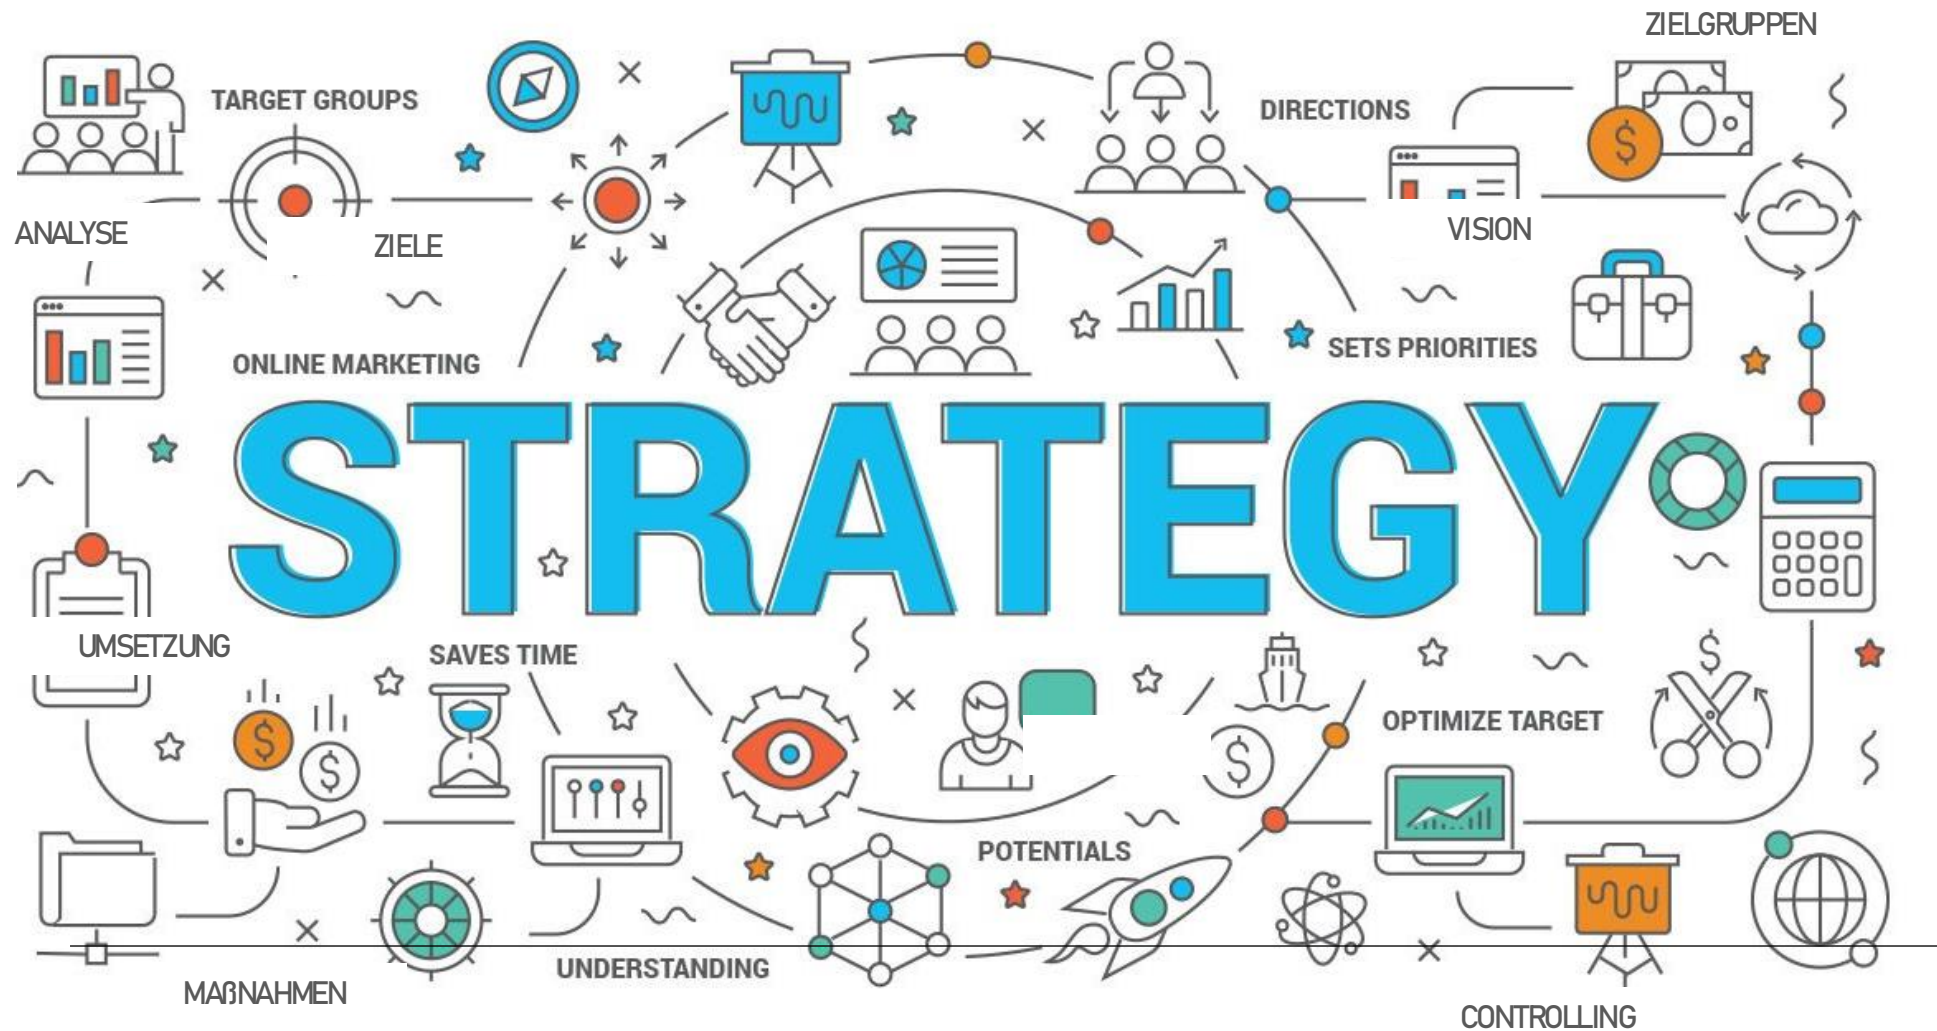 ZIELGRUPPEN
TARGET GROUPS
DIRECTIONS
$
ANALYSE
ZIELE
VISION
ONLINE MARKETING
SETS PRIORITIES
STRATEGY
UMSETZUNG
SAVES TIME
$
OPTIMIZE TARGET
$
$
$
POTENTIALS
UNDERSTANDING
MAßNAHMEN
CONTROLLING